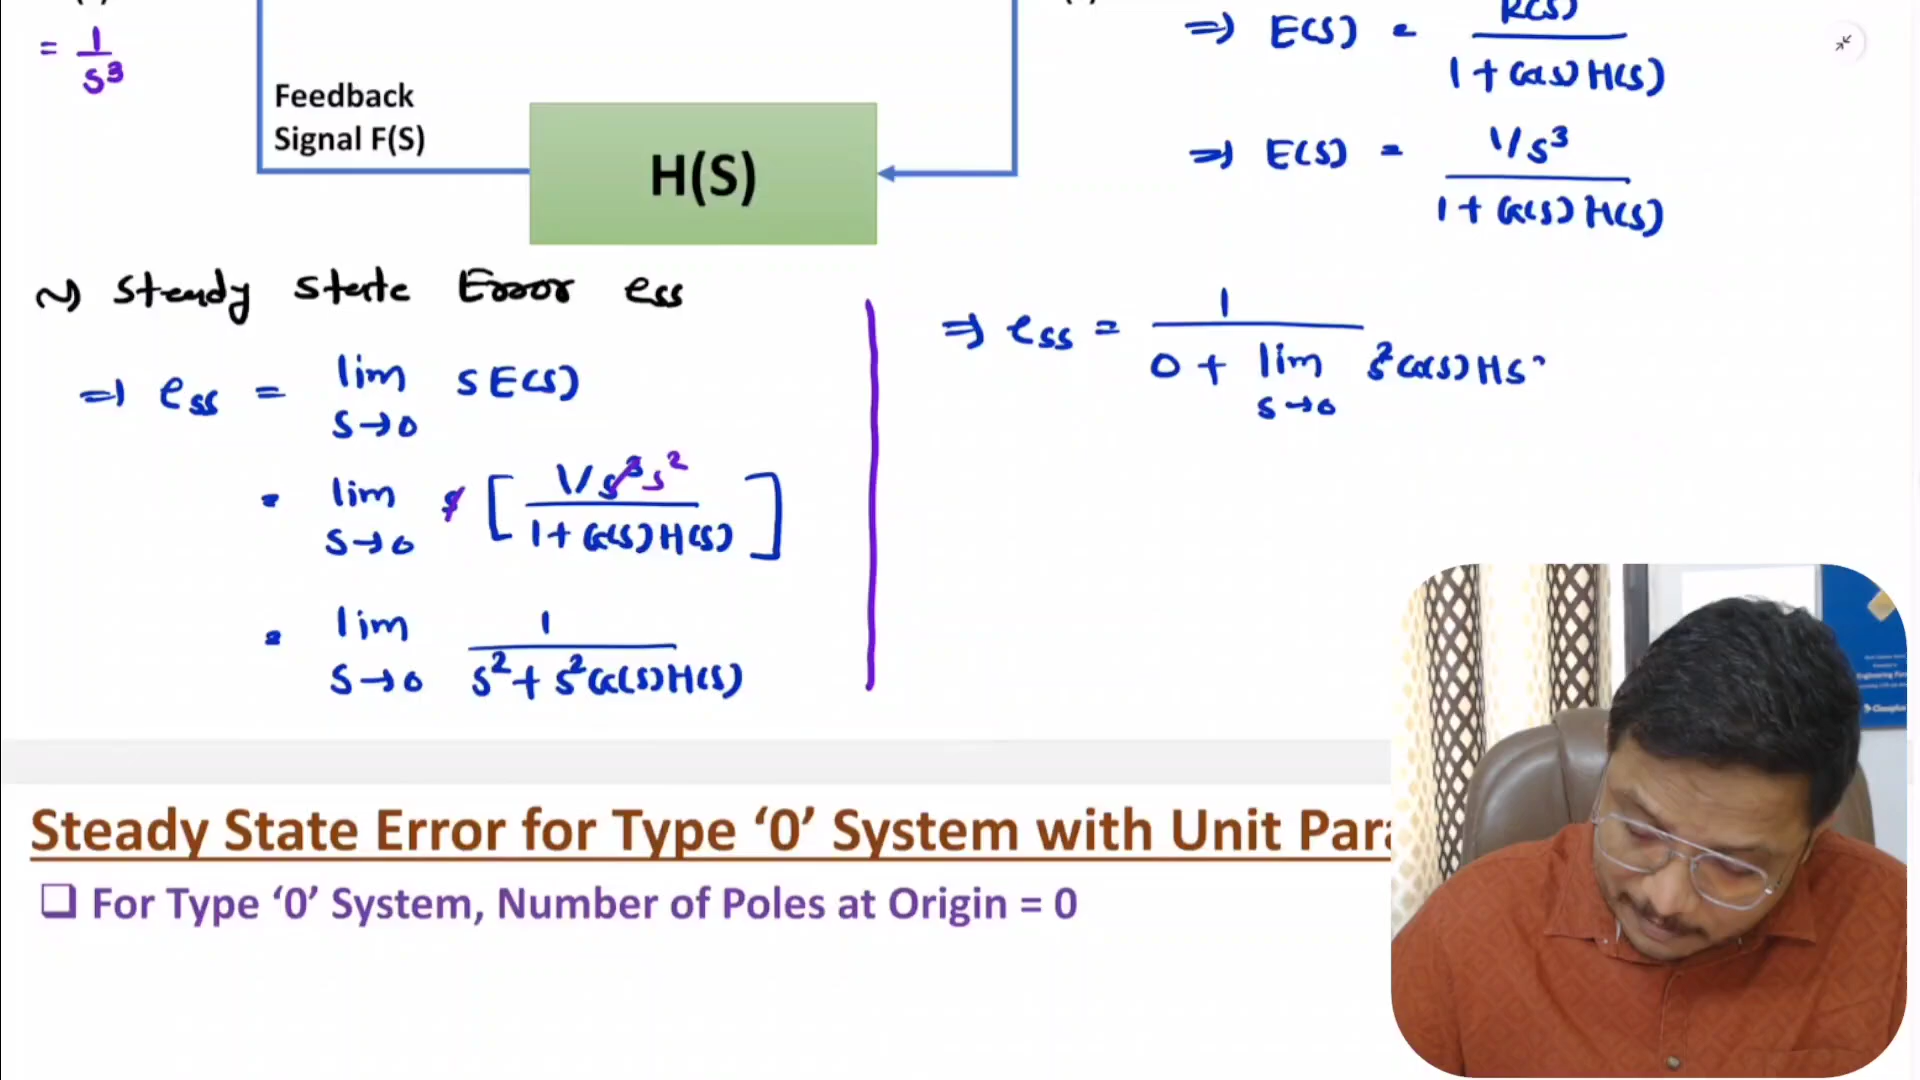 = 1/s³
Feedback
Signal F(S)
H(S)
⇒ E(S) = R(S) / 1 + G(S) H(S)
⇒ E(S) = 1/s³ / 1 + G(S) H(S)
Steady State Error ess
⇒ ess = lim s→0 S E(S)
= lim s→0 s [ 1/s³ s² / 1 + G(S) H(S) ]
= lim s→0 1 / s² + s² G(S) H(S)
⇒ ess = 1 / 0 + lim s→0 s² G(S) HS
Steady State Error for Type ‘0’ System with Unit Para
❑ For Type ‘0’ System, Number of Poles at Origin = 0